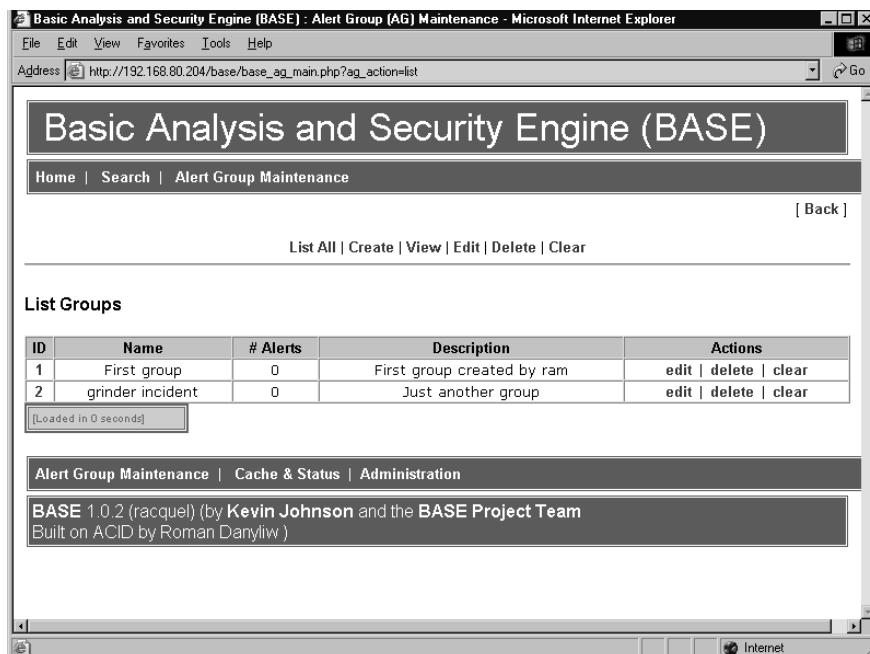 Basic Analysis and Security Engine (BASE) : Alert Group (AG) Maintenance - Microsoft Internet Explorer
File Edit View Favorites Tools Help
Address http://192.168.80.204/base/base_ag_main.php?ag_action=list Go
Basic Analysis and Security Engine (BASE)
Home | Search | Alert Group Maintenance
[ Back ]
List All | Create | View | Edit | Delete | Clear
List Groups
ID Name # Alerts Description Actions
1 First group 0 First group created by ram edit | delete | clear
2 grinder incident 0 Just another group edit | delete | clear
[Loaded in 0 seconds]
Alert Group Maintenance | Cache & Status | Administration
BASE 1.0.2 (racquel) (by Kevin Johnson and the BASE Project Team
Built on ACID by Roman Danyliw )
Internet